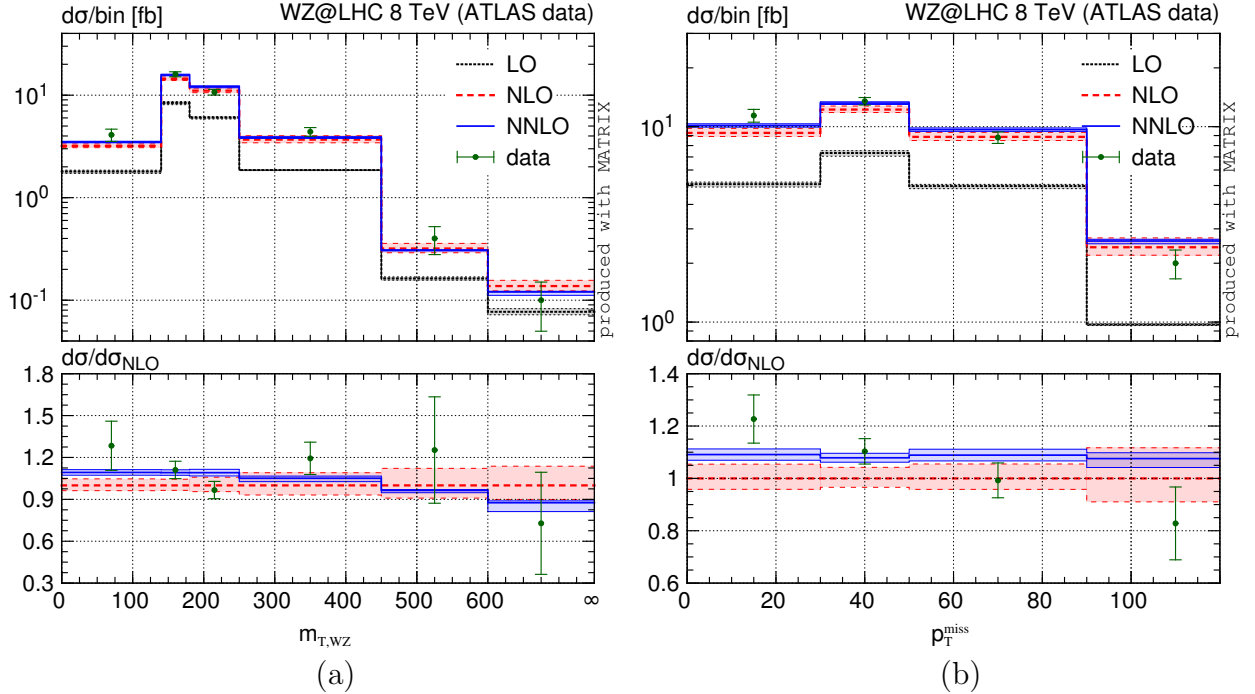 dσ/bin [fb]
WZ@LHC 8 TeV (ATLAS data)
LO
NLO
NNLO
data
10¹
10⁰
10⁻¹
produced with MATRIX
dσ/dσNLO
1.8
1.5
1.2
0.9
0.6
0.3
0 100 200 300 400 500 600 ∞
mT,WZ
(a)
dσ/bin [fb]
WZ@LHC 8 TeV (ATLAS data)
LO
NLO
NNLO
data
10¹
10⁰
produced with MATRIX
dσ/dσNLO
1.4
1.2
1.0
0.8
0.6
0 20 40 60 80 100
pTmiss
(b)